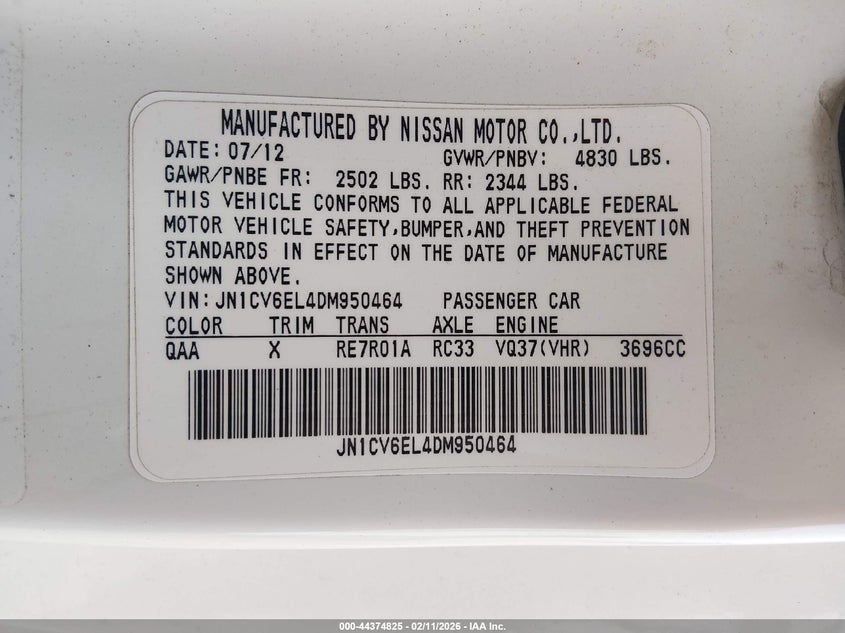 MANUFACTURED BY NISSAN MOTOR CO.,LTD.
DATE: 07/12 GVWR/PNBV: 4830 LBS.
GAWR/PNBE FR: 2502 LBS. RR: 2344 LBS.
THIS VEHICLE CONFORMS TO ALL APPLICABLE FEDERAL
MOTOR VEHICLE SAFETY,BUMPER,AND THEFT PREVENTION
STANDARDS IN EFFECT ON THE DATE OF MANUFACTURE
SHOWN ABOVE.
VIN: JN1CV6EL4DM950464 PASSENGER CAR
COLOR TRIM TRANS AXLE ENGINE
QAA X RE7R01A RC33 VQ37(VHR) 3696CC
JN1CV6EL4DM950464
000-44374825 - 02/11/2026 - IAA Inc.